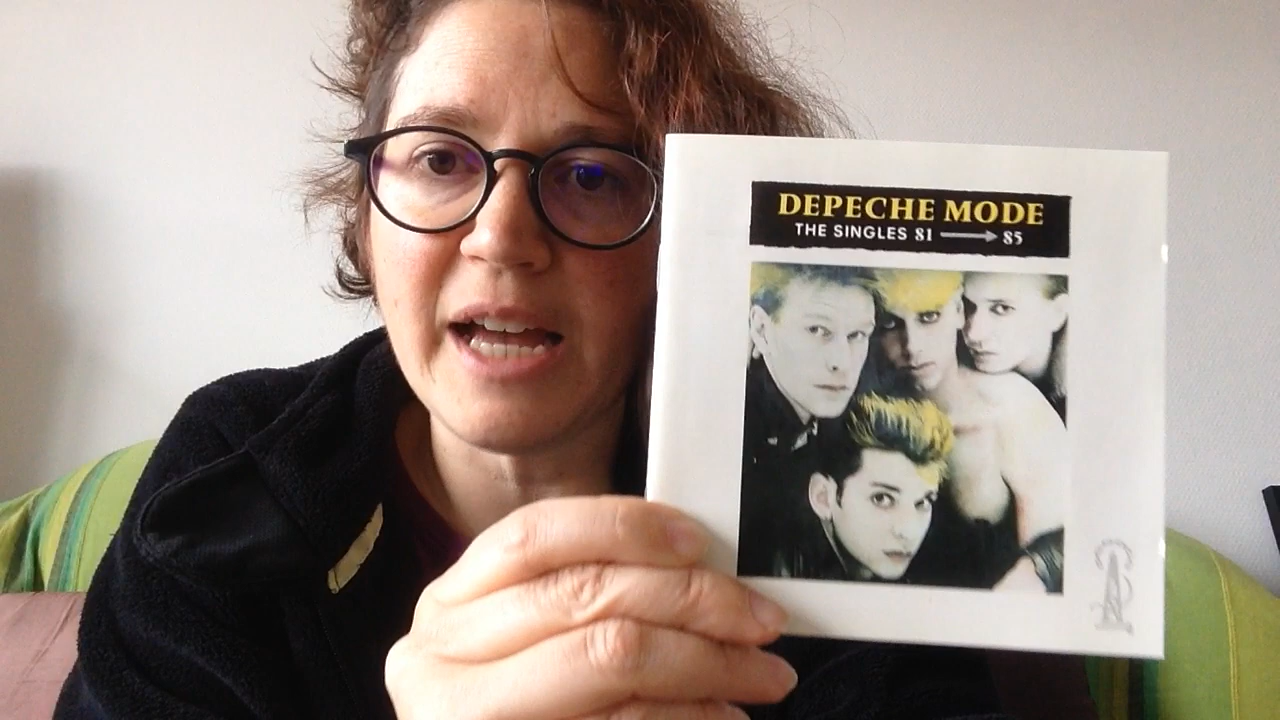 DEPECHE MODE
THE SINGLES 81 → 85